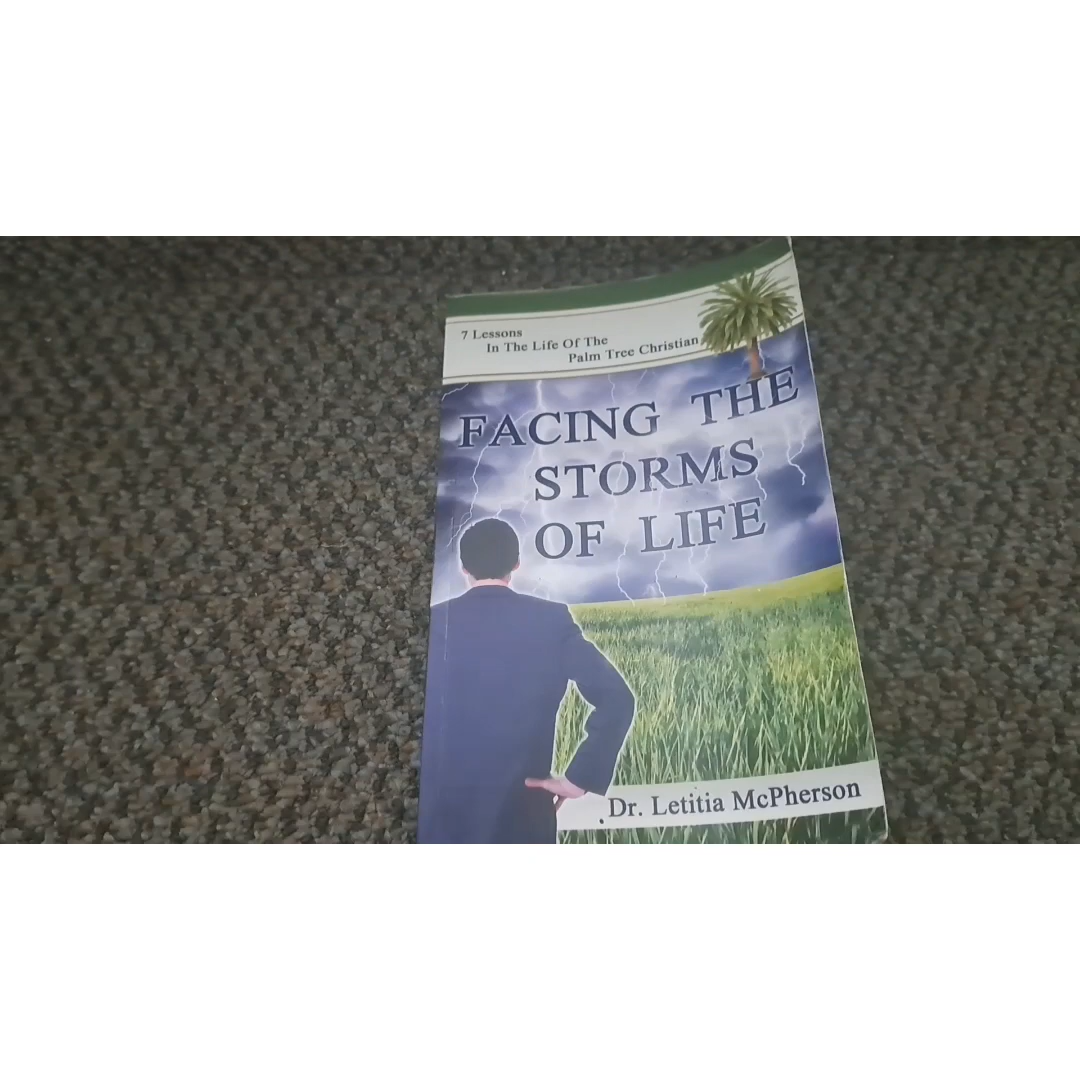 7 Lessons
In The Life Of The
Palm Tree Christian
FACING THE
STORMS
OF LIFE
Dr. Letitia McPherson